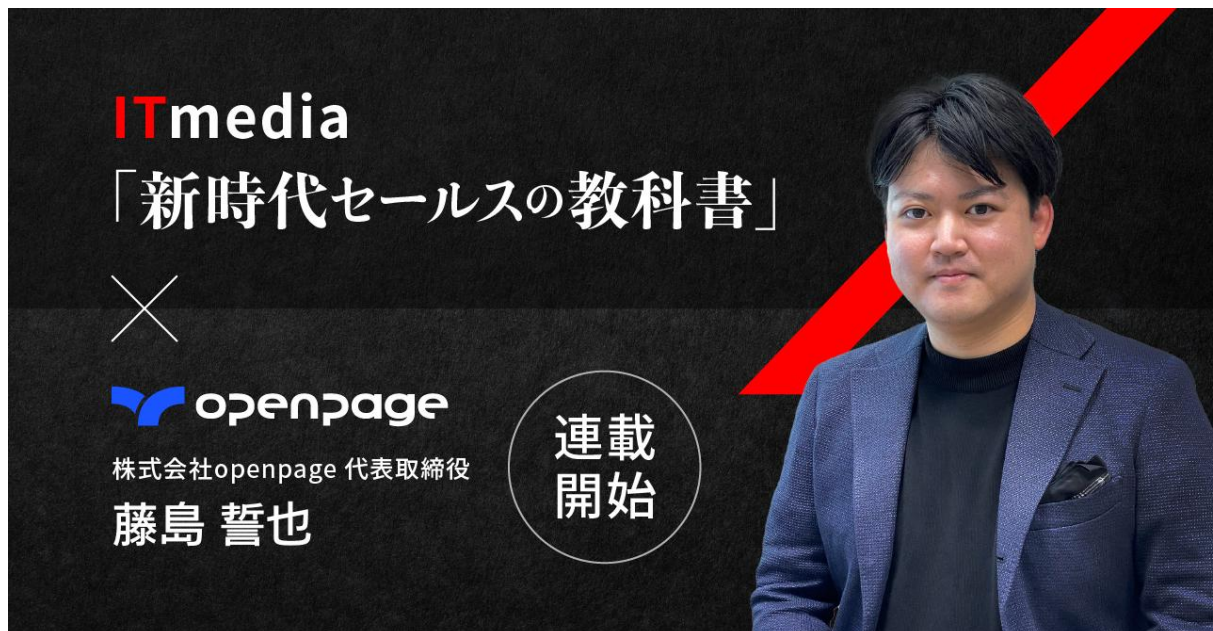 ITmedia
「新時代セールスの教科書」
×
openpage
株式会社openpage 代表取締役
藤島 誓也
連載
開始